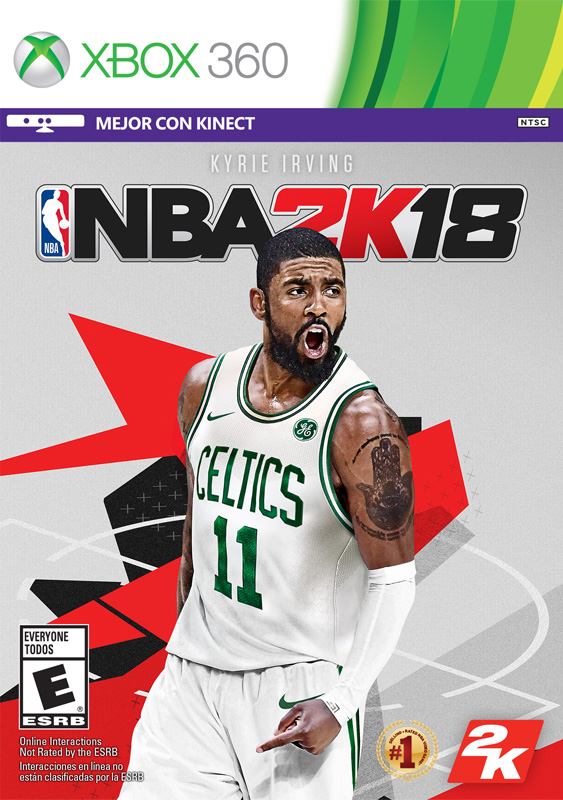 XBOX 360
MEJOR CON KINECT
NTSC
KYRIE IRVING
NBA NBA2K18
GE
CELTICS
11
EVERYONE
TODOS
E
ESRB
Online Interactions
Not Rated by the ESRB
Interacciones en línea no
están clasificadas por la ESRB
#1
2K